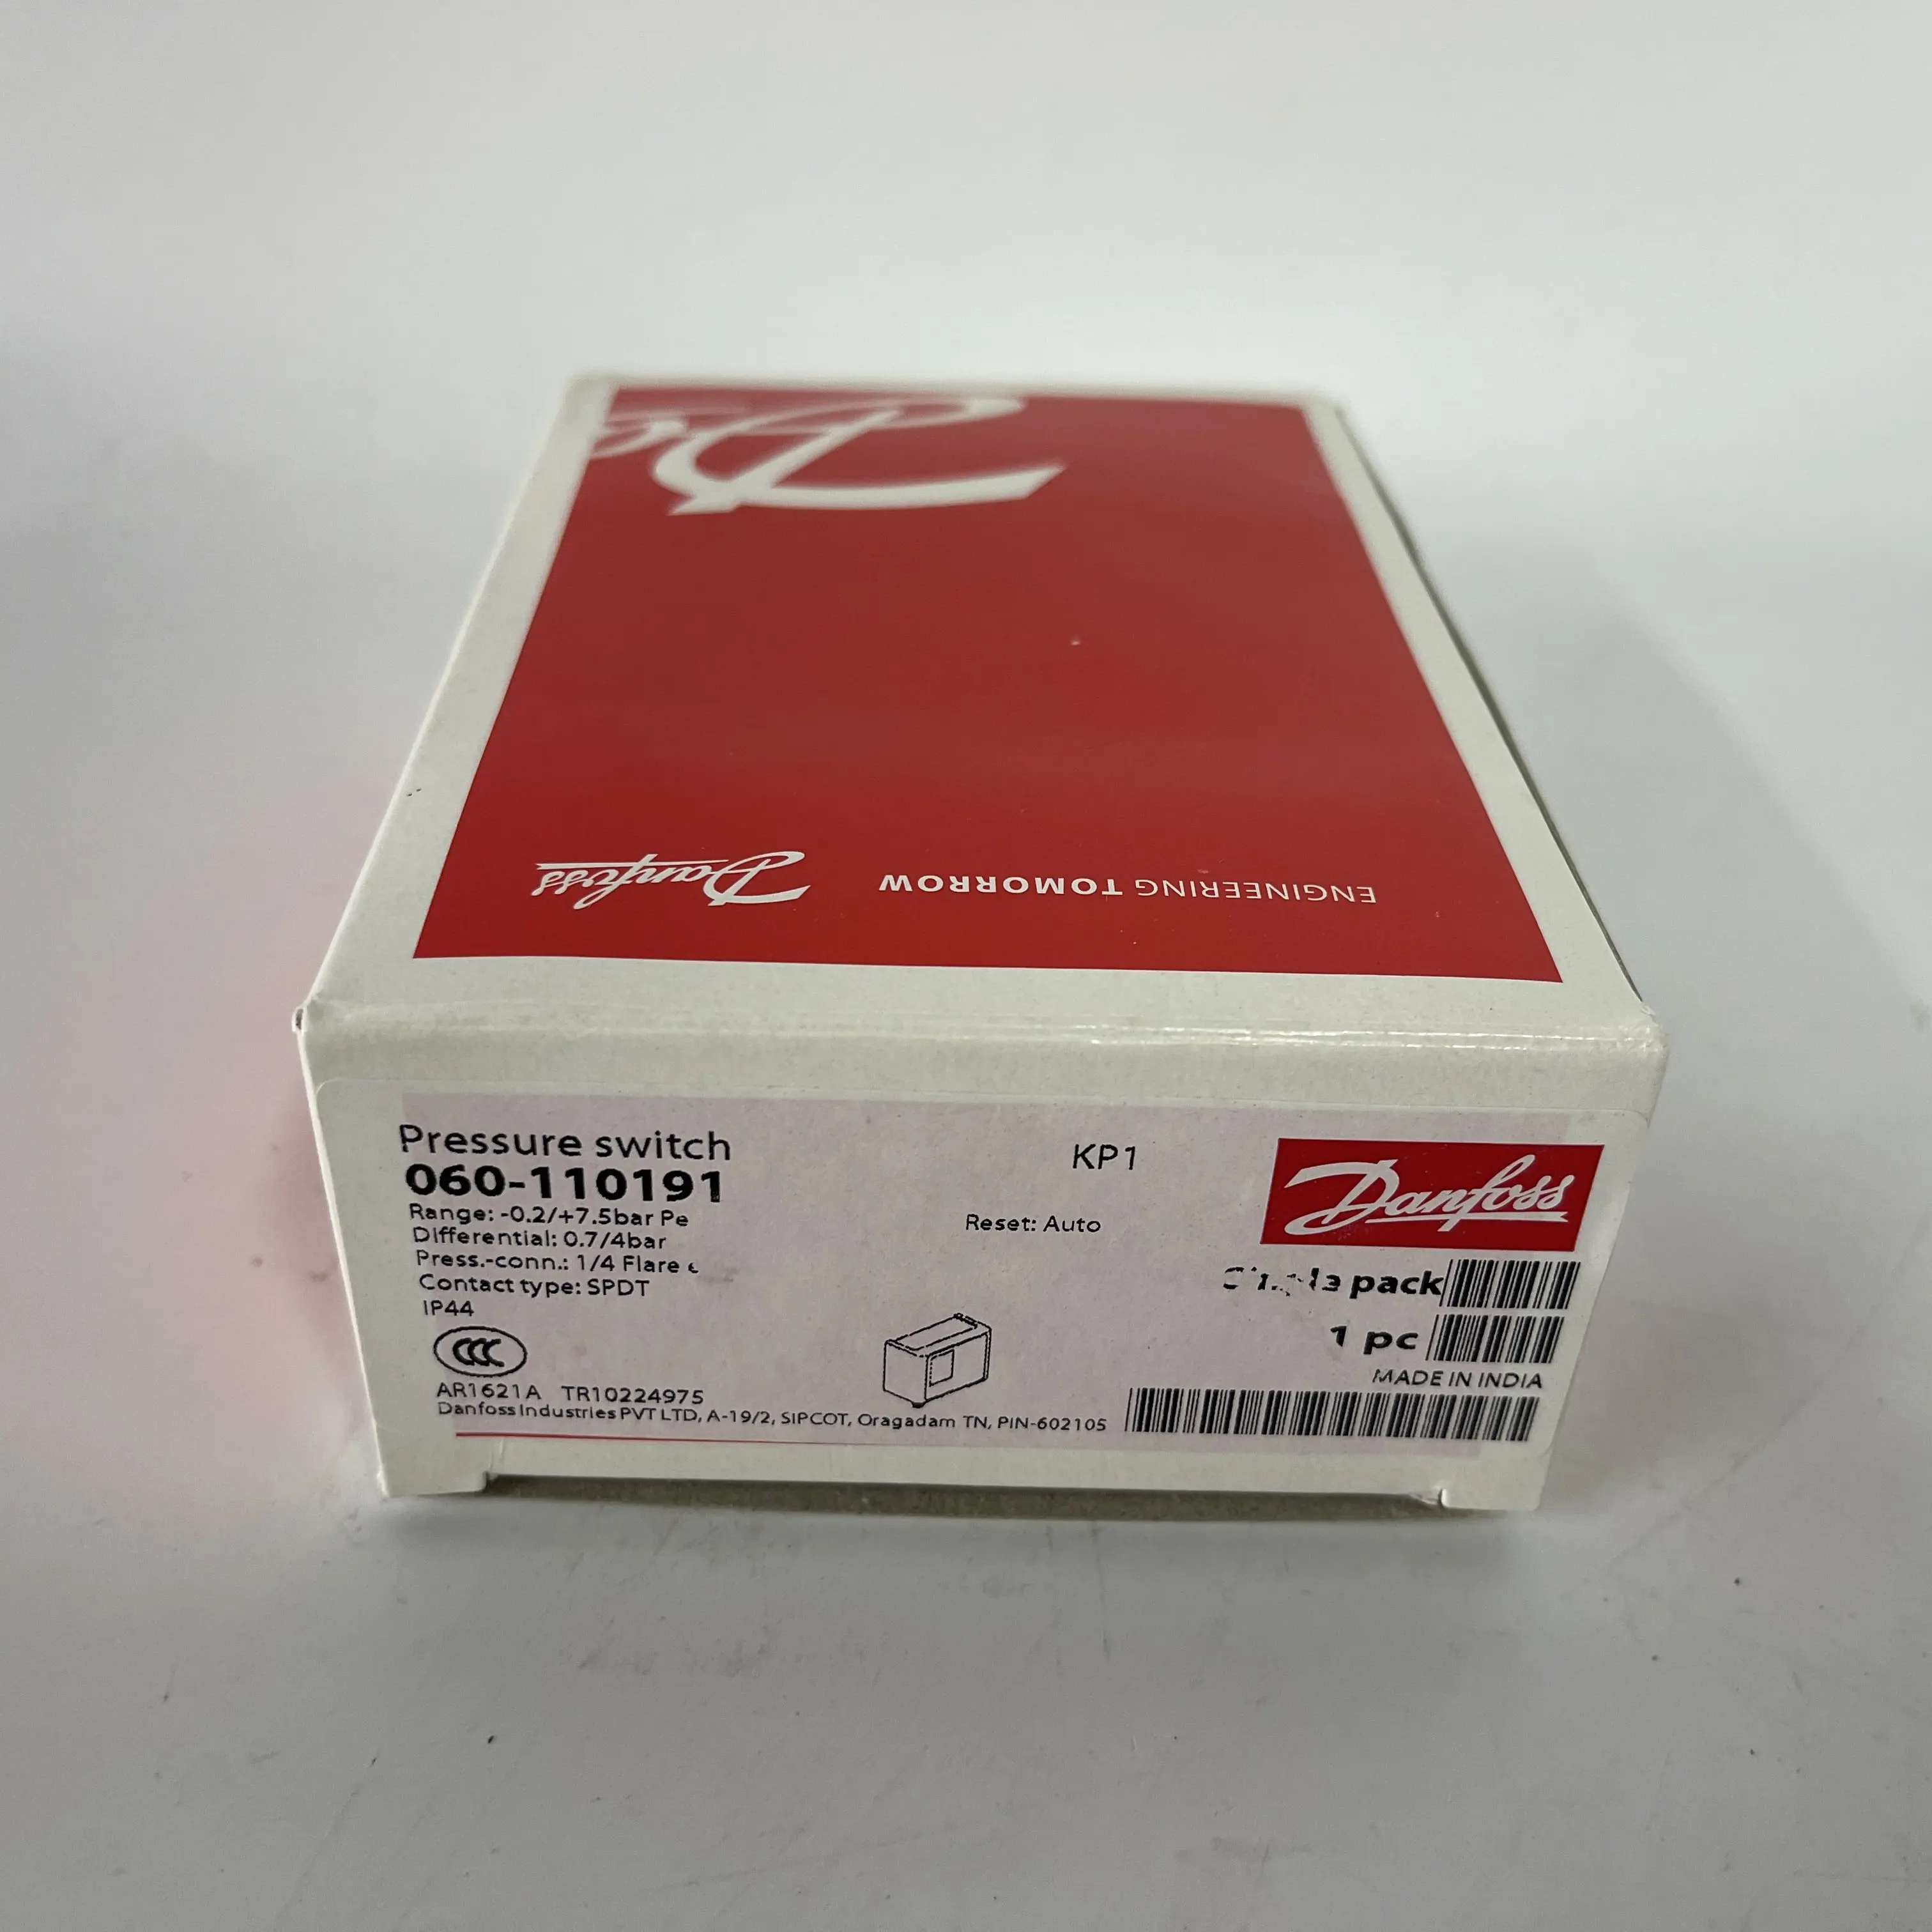 Danfoss
ENGINEERING TOMORROW
Pressure switch
060-110191
Range: -0.2/+7.5bar Pe
Differential: 0.7/4bar
Press.-conn.: 1/4 Flare
Contact type: SPDT
IP44
CCC
AR1621A TR10224975
Danfoss Industries PVT LTD, A-19/2, SIPCOT, Oragadam TN, PIN-602105
KP1
Reset: Auto
Danfoss
pack
1 pc
MADE IN INDIA